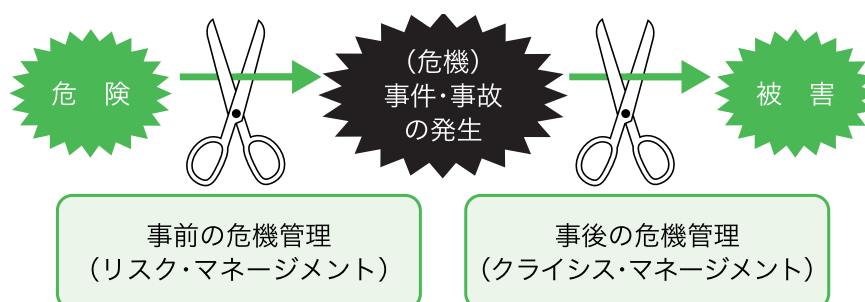 危　険
（危機）
事件・事故
の発生
被　害
事前の危機管理
（リスク・マネージメント）
事後の危機管理
（クライシス・マネージメント）